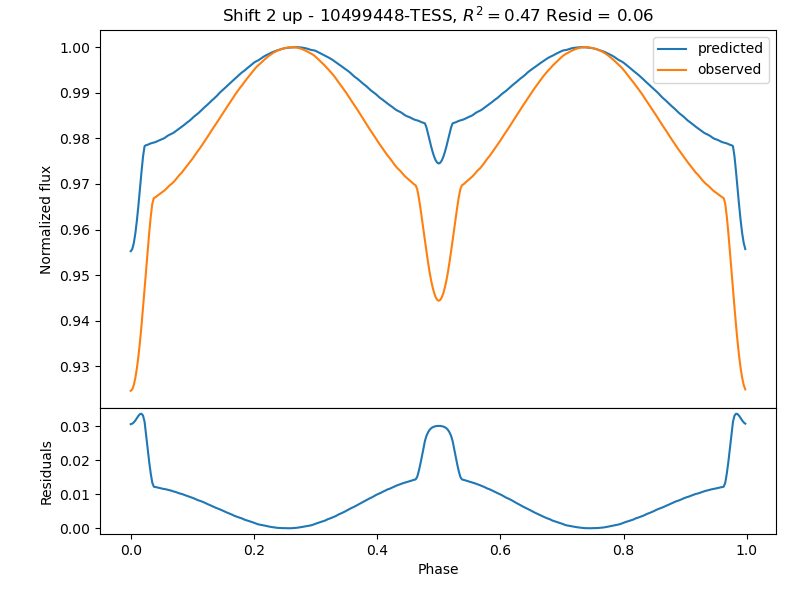 Shift 2 up - 10499448-TESS, R² = 0.47 Resid = 0.06
predicted
observed
1.00
0.99
0.98
0.97
0.96
0.95
0.94
0.93
Normalized flux
0.03
0.02
0.01
0.00
Residuals
0.0 0.2 0.4 0.6 0.8 1.0
Phase